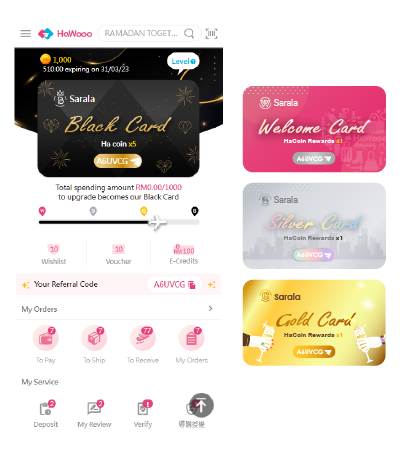 HaWooo
RAMADAN TOGET...
1,000
510.00 expiring on 31/03/23
Level
Sarala
Black Card
Ha coin x5
A6UVCG
Total spending amount RM0.00/1000
to upgrade becomes our Black Card
10
Wishlist
10
Voucher
RM100
E-Credits
Your Referral Code
A6UVCG
My Orders
7
To Pay
7
To Ship
77
To Receive
7
My Orders
My Service
2
Deposit
2
My Review
1
Verify
Sarala
Welcome Card
HaCoin Rewards x1
A6UVCG
Sarala
Silver Card
HaCoin Rewards x1
A6UVCG
Sarala
Gold Card
HaCoin Rewards x1
A6UVCG